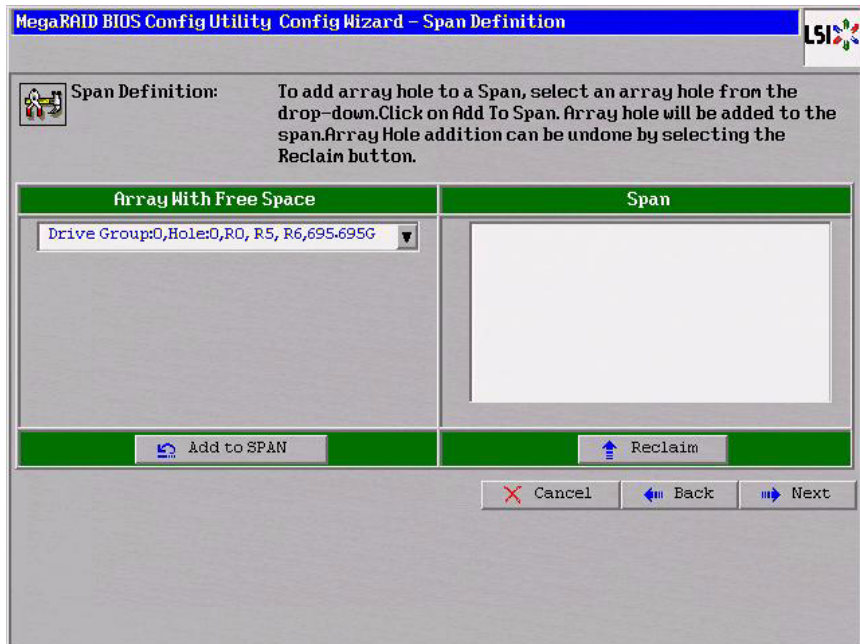 MegaRAID BIOS Config Utility Config Wizard - Span Definition
LSI
Span Definition:
To add array hole to a Span, select an array hole from the
drop-down.Click on Add To Span. Array hole will be added to the
span.Array Hole addition can be undone by selecting the
Reclaim button.
Array With Free Space
Span
Drive Group:0,Hole:0,R0, R5, R6,695.695G
Add to SPAN
Reclaim
Cancel
Back
Next